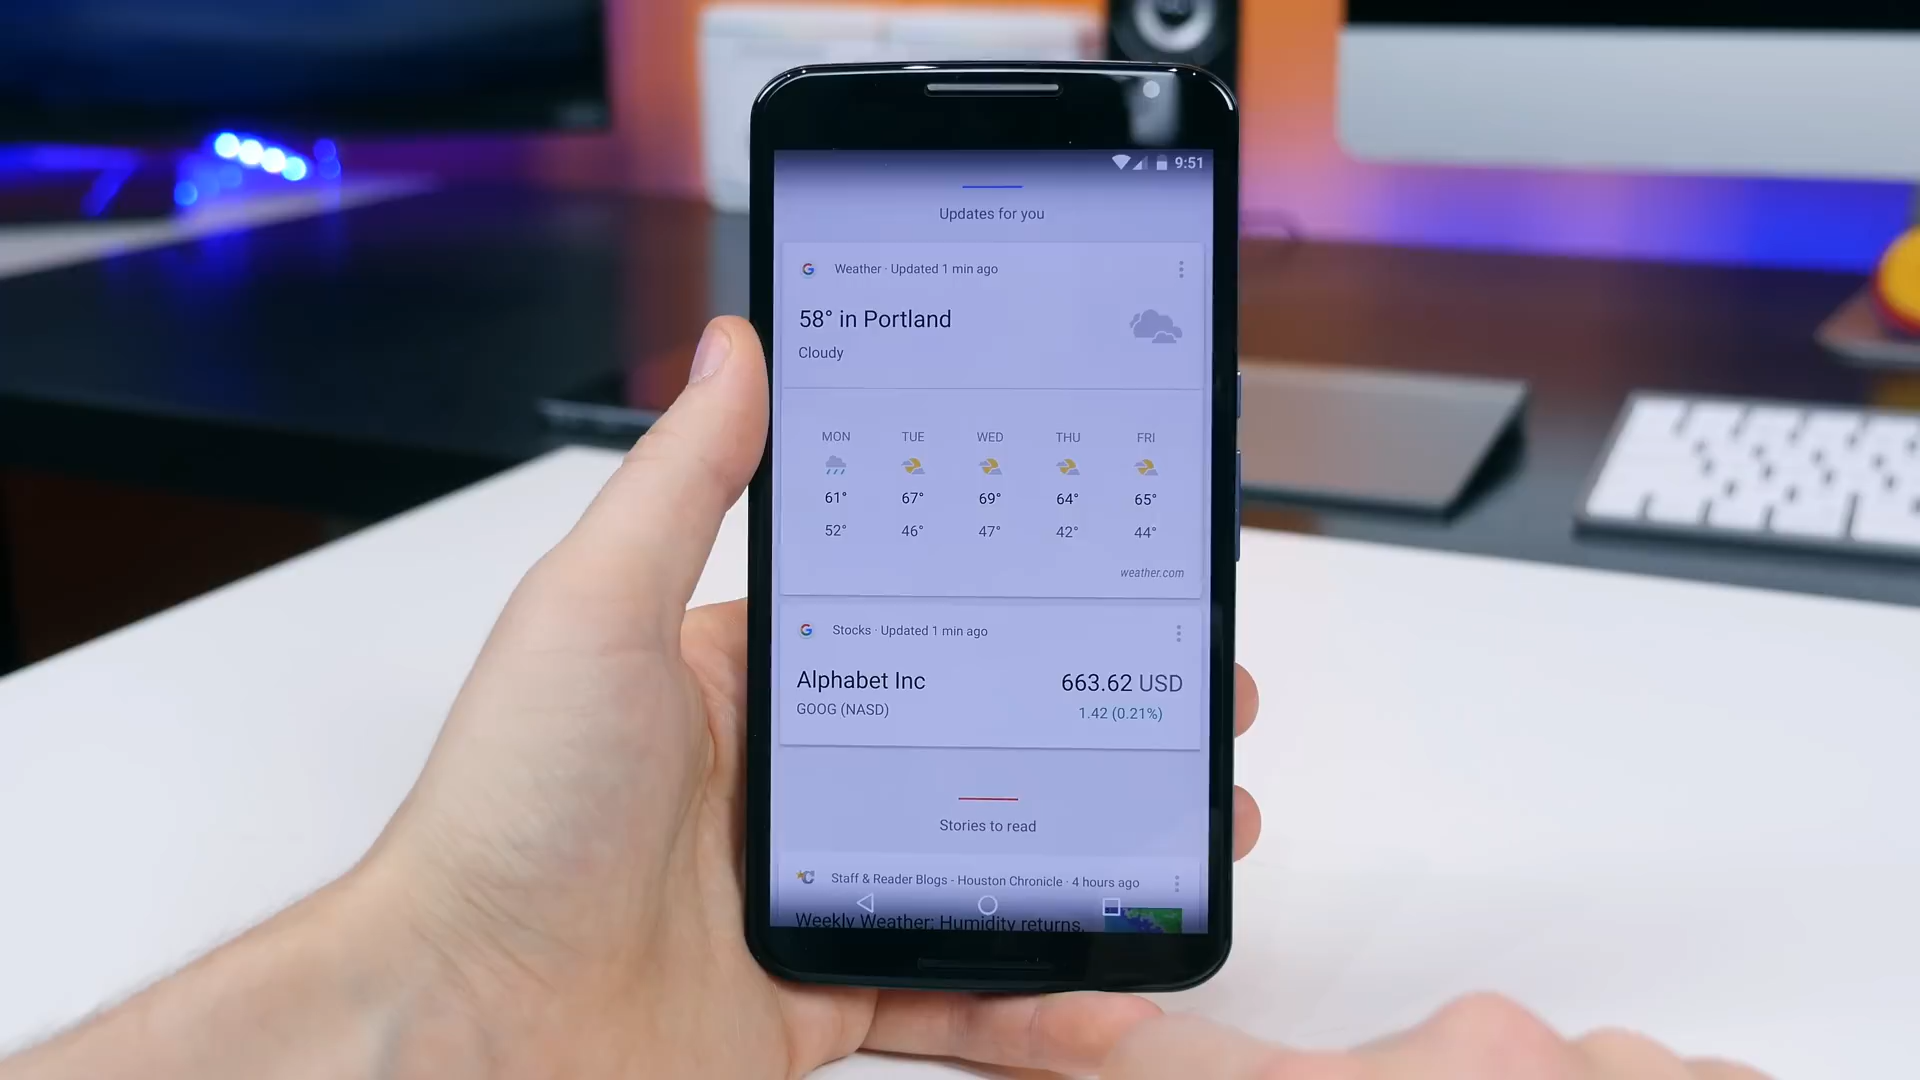 9:51
Updates for you
Weather · Updated 1 min ago
58° in Portland
Cloudy
MON TUE WED THU FRI
61° 67° 69° 64° 65°
52° 46° 47° 42° 44°
weather.com
Stocks · Updated 1 min ago
Alphabet Inc 663.62 USD
GOOG (NASD) 1.42 (0.21%)
Stories to read
Staff & Reader Blogs - Houston Chronicle · 4 hours ago
Weekly Weather: Humidity returns,